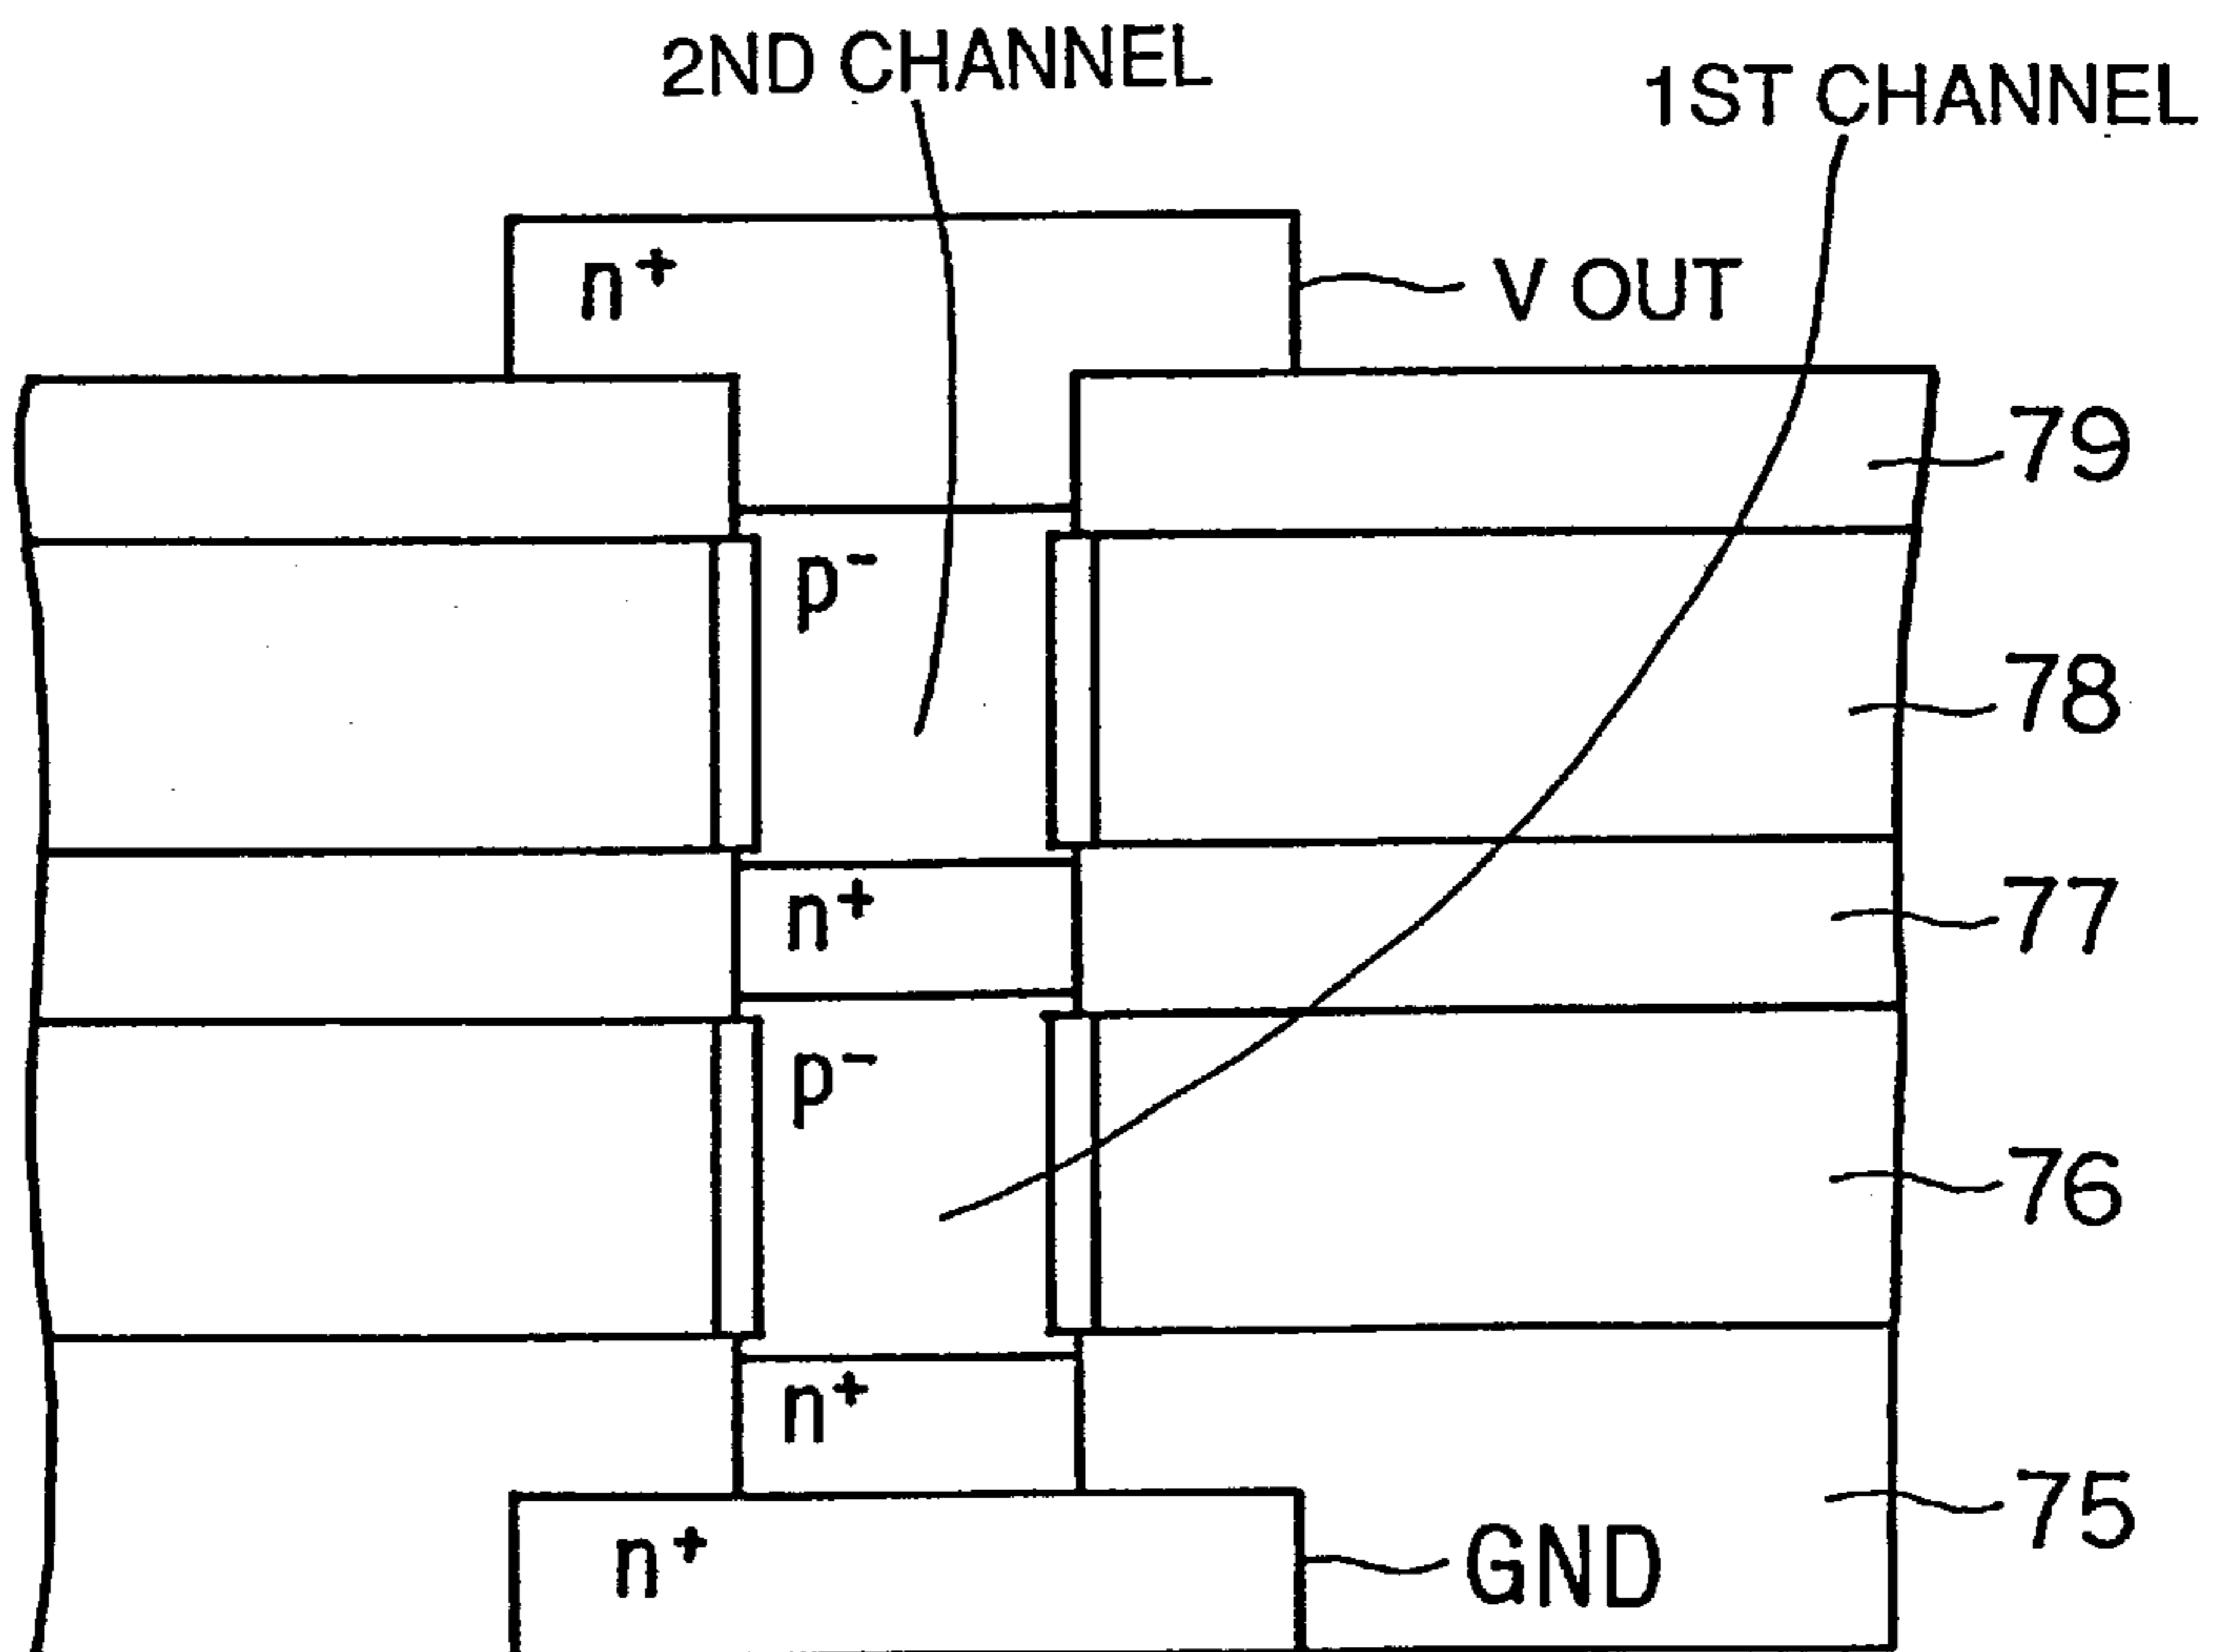 2ND CHANNEL
1ST CHANNEL
n+
V OUT
79
p−
78
n+
77
p−
76
n+
75
n+
GND